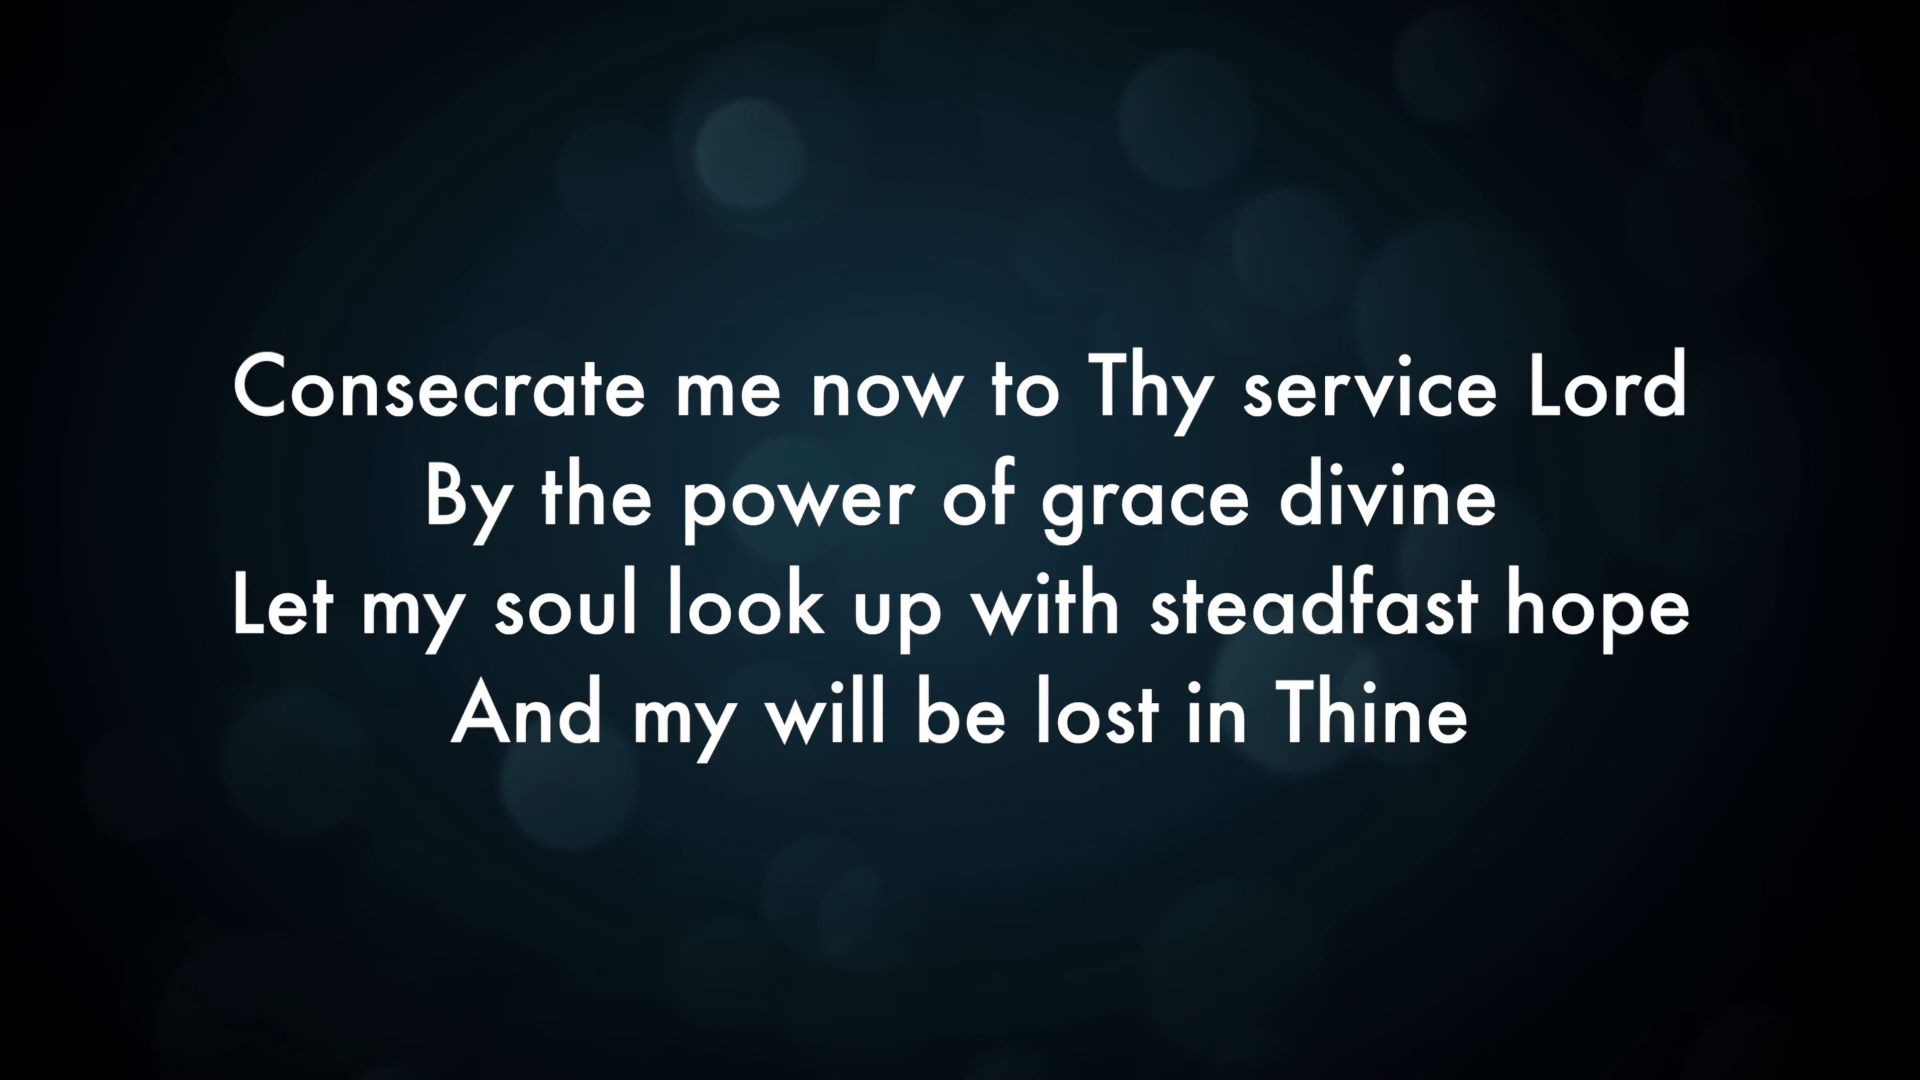 Consecrate me now to Thy service Lord
By the power of grace divine
Let my soul look up with steadfast hope
And my will be lost in Thine